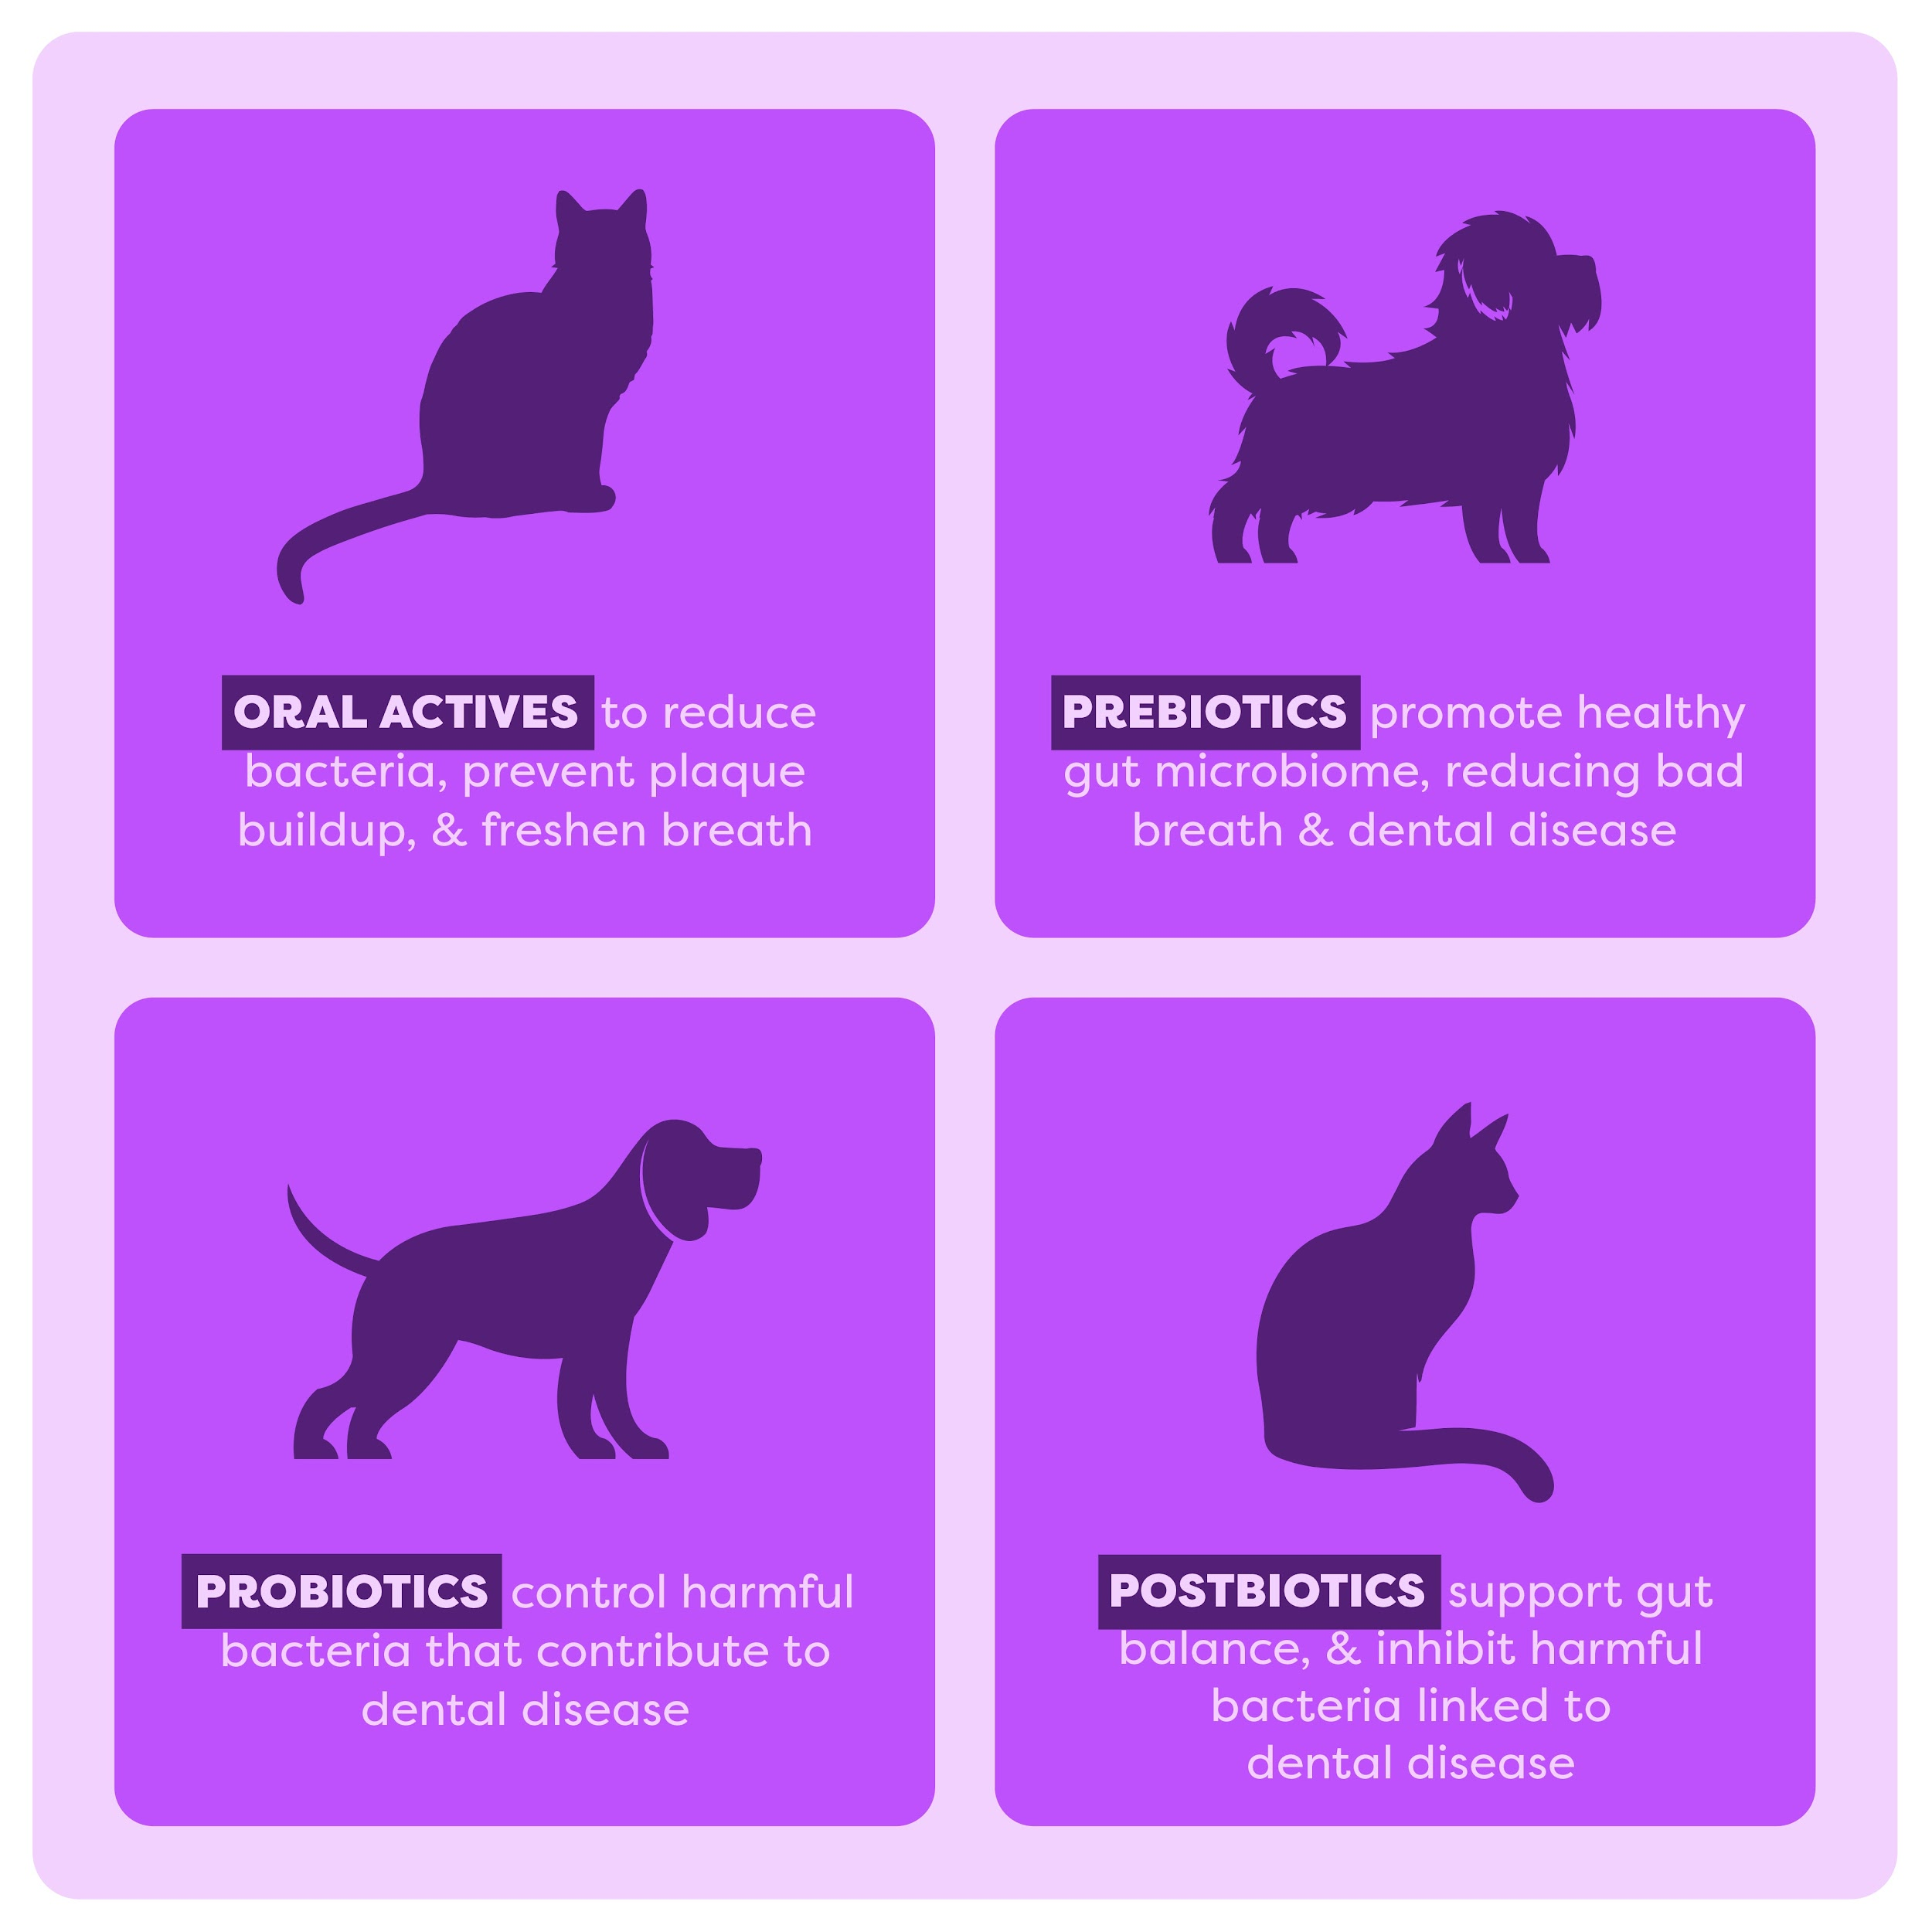 ORAL ACTIVES to reduce
bacteria, prevent plaque
buildup, & freshen breath
PREBIOTICS promote healthy
gut microbiome, reducing bad
breath & dental disease
PROBIOTICS control harmful
bacteria that contribute to
dental disease
POSTBIOTICS support gut
balance, & inhibit harmful
bacteria linked to
dental disease